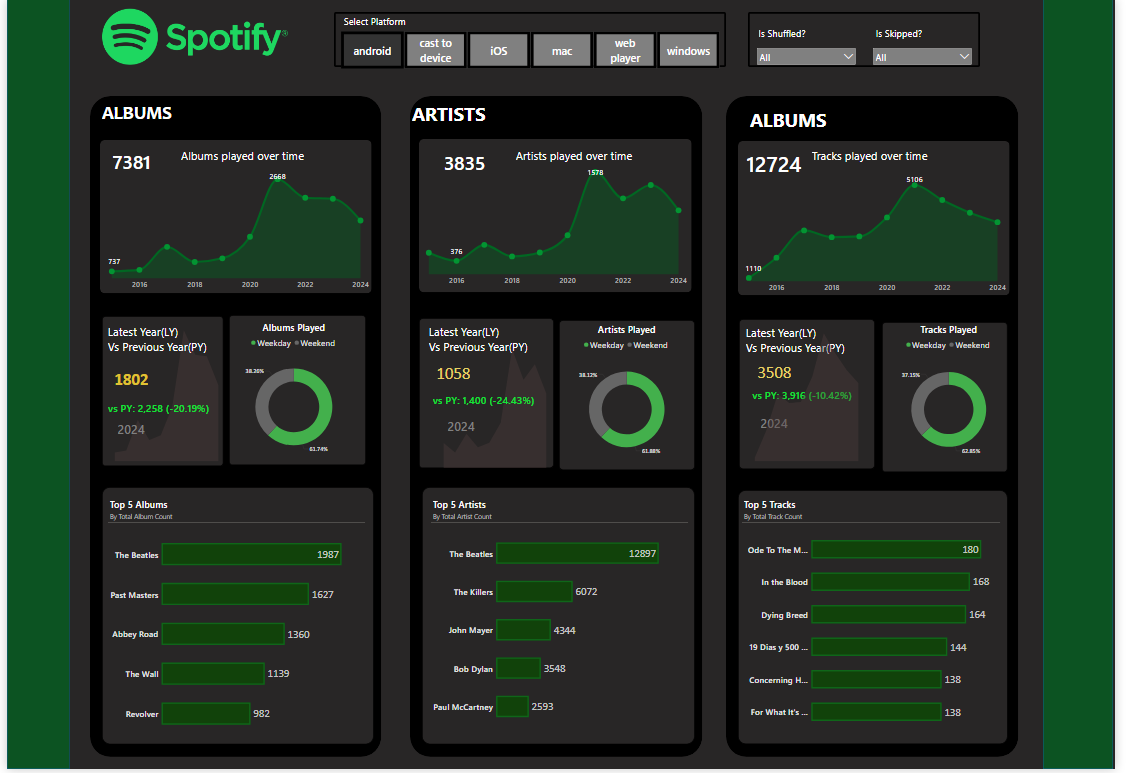 Spotify®
Select Platform
android
cast to
device
iOS
mac
web
player
windows
Is Shuffled?
All
Is Skipped?
All
ALBUMS
7381
Albums played over time
2668
737
2016 2018 2020 2022 2024
Latest Year(LY)
Vs Previous Year(PY)
1802
vs PY: 2,258 (-20.19%)
2024
Albums Played
Weekday Weekend
38.26%
61.74%
Top 5 Albums
By Total Album Count
The Beatles 1987
Past Masters 1627
Abbey Road 1360
The Wall 1139
Revolver 982
ARTISTS
3835
Artists played over time
1578
376
2016 2018 2020 2022 2024
Latest Year(LY)
Vs Previous Year(PY)
1058
vs PY: 1,400 (-24.43%)
2024
Artists Played
Weekday Weekend
38.12%
61.88%
Top 5 Artists
By Total Artist Count
The Beatles 12897
The Killers 6072
John Mayer 4344
Bob Dylan 3548
Paul McCartney 2593
ALBUMS
12724
Tracks played over time
5106
1110
2016 2018 2020 2022 2024
Latest Year(LY)
Vs Previous Year(PY)
3508
vs PY: 3,916 (-10.42%)
2024
Tracks Played
Weekday Weekend
37.15%
62.85%
Top 5 Tracks
By Total Track Count
Ode To The M... 180
In the Blood 168
Dying Breed 164
19 Dias y 500 ... 144
Concerning H... 138
For What It's ... 138